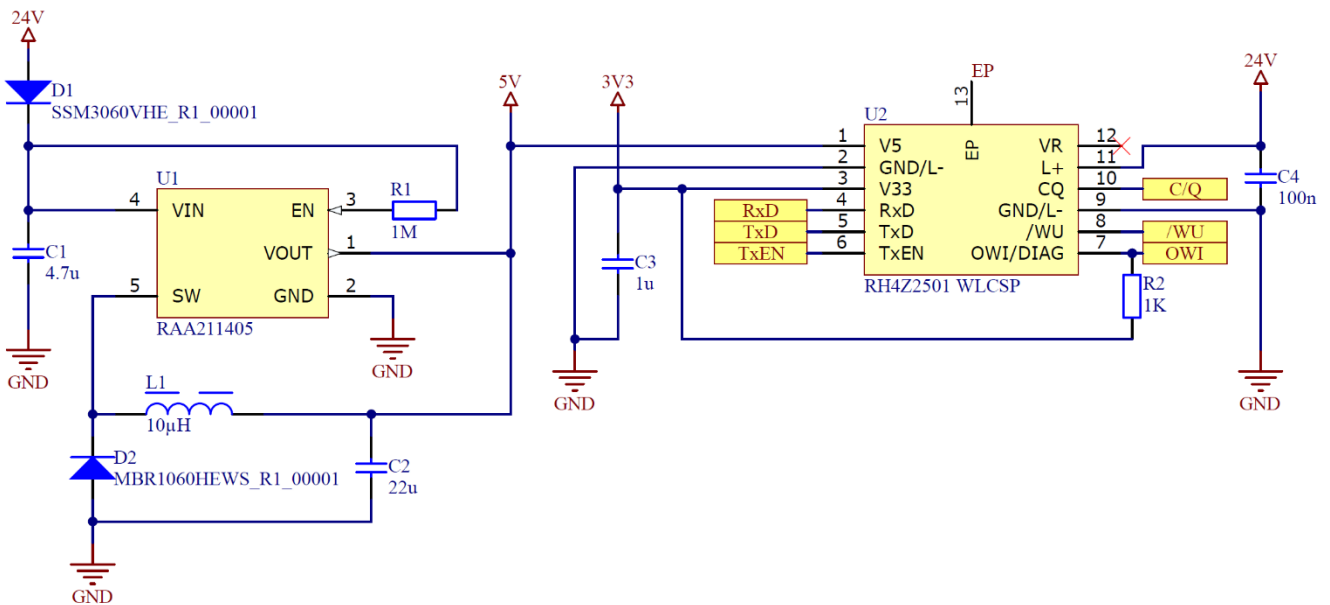 24V
D1
SSM3060VHE_R1_00001
U1
4
VIN
EN
3
R1
1M
VOUT
1
C1
4.7u
5
SW
GND
2
RAA211405
GND
GND
L1
10µH
D2
MBR1060HEWS_R1_00001
C2
22u
GND
5V
3V3
EP
13
24V
U2
1
V5
EP
VR
12
2
GND/L-
L+
11
3
V33
CQ
10
C/Q
C4
100n
RxD
4
RxD
GND/L-
9
TxD
5
TxD
/WU
8
/WU
TxEN
6
TxEN
OWI/DIAG
7
OWI
C3
1u
RH4Z2501 WLCSP
R2
1K
GND
GND